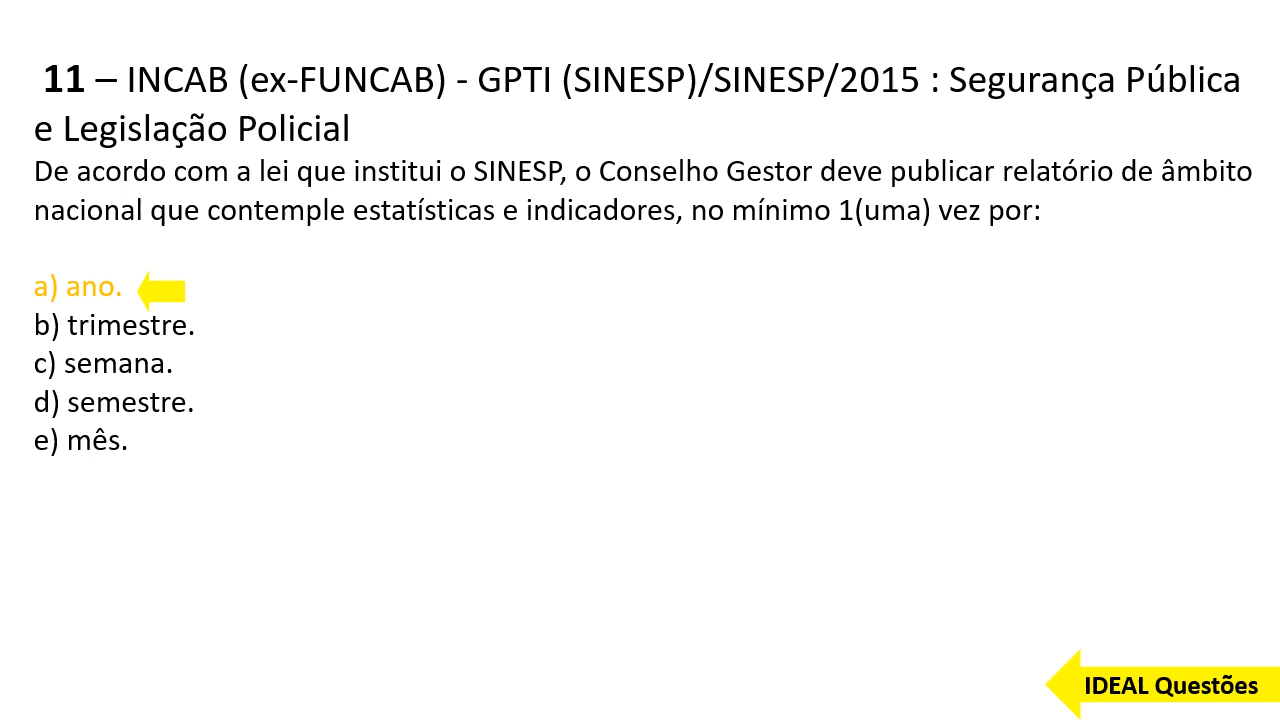 11 – INCAB (ex-FUNCAB) - GPTI (SINESP)/SINESP/2015 : Segurança Pública
e Legislação Policial
De acordo com a lei que institui o SINESP, o Conselho Gestor deve publicar relatório de âmbito
nacional que contemple estatísticas e indicadores, no mínimo 1(uma) vez por:
a) ano.
b) trimestre.
c) semana.
d) semestre.
e) mês.
IDEAL Questões